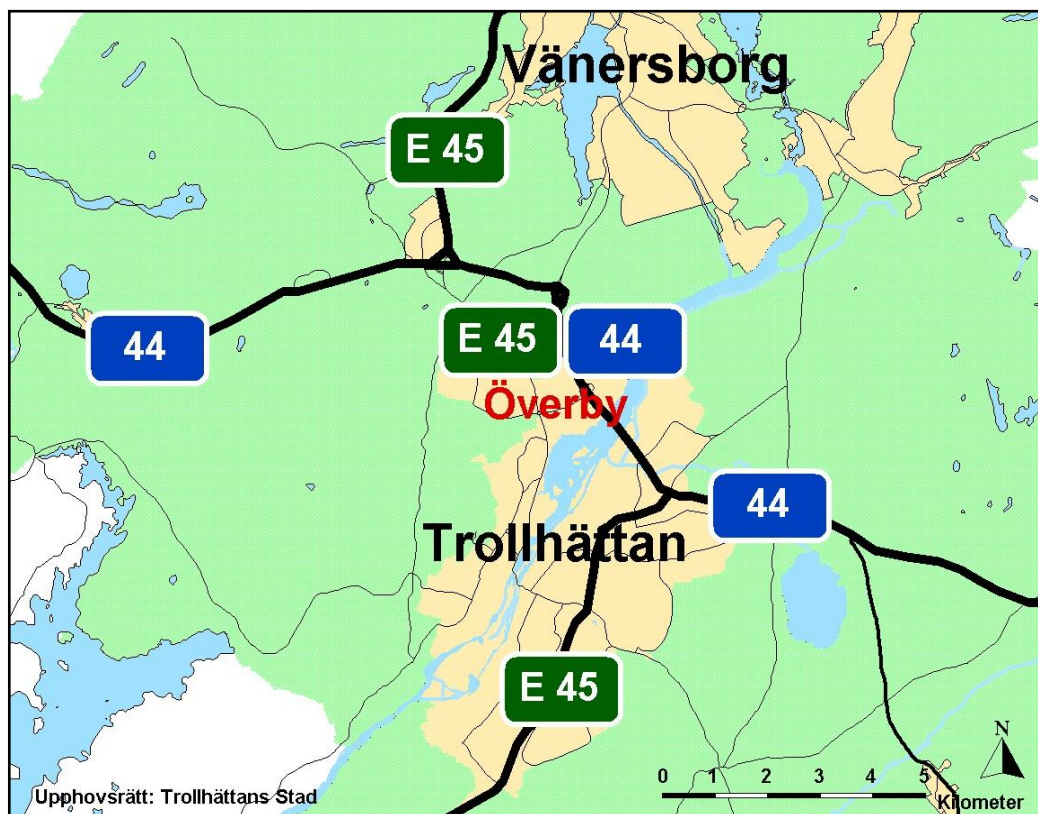 Vänersborg
E 45
44
E 45
44
Överby
44
Trollhättan
E 45
N
0 1 2 3 4 5
Kilometer
Upphovsrätt: Trollhättans Stad